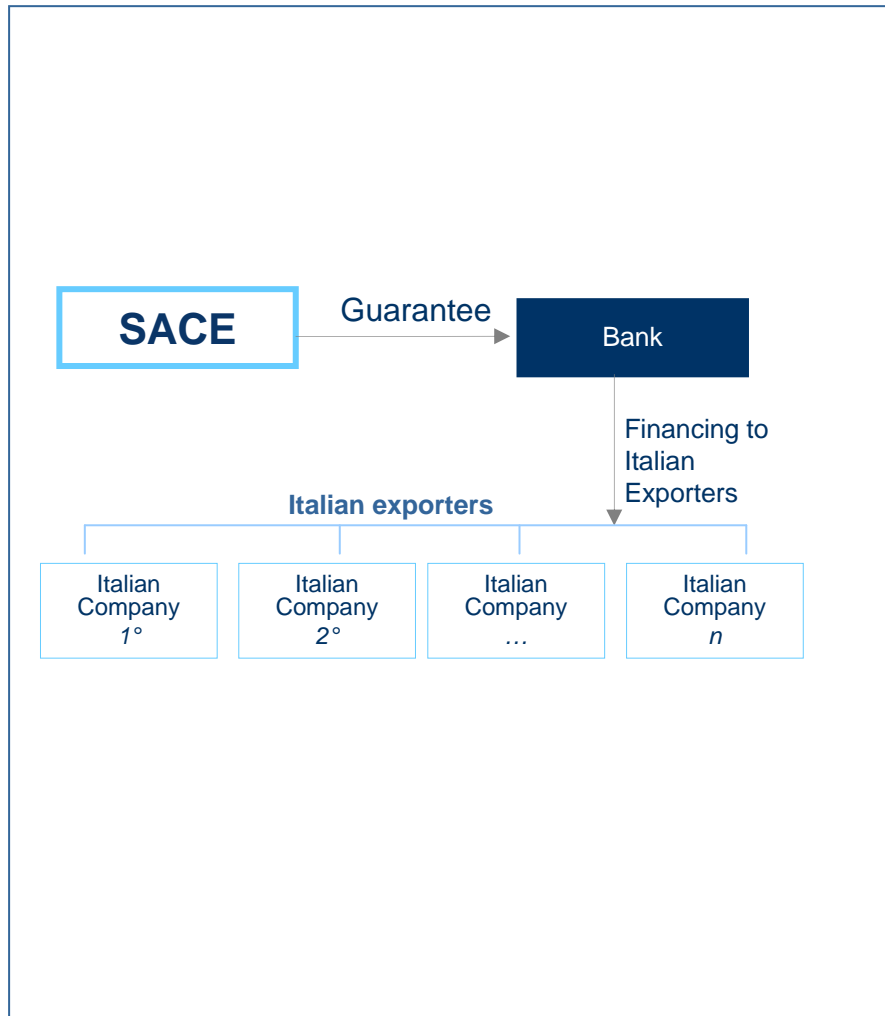 Guarantee
SACE
Bank
Financing to
Italian
Exporters
Italian exporters
Italian
Company
1°
Italian
Company
2°
Italian
Company
…
Italian
Company
n